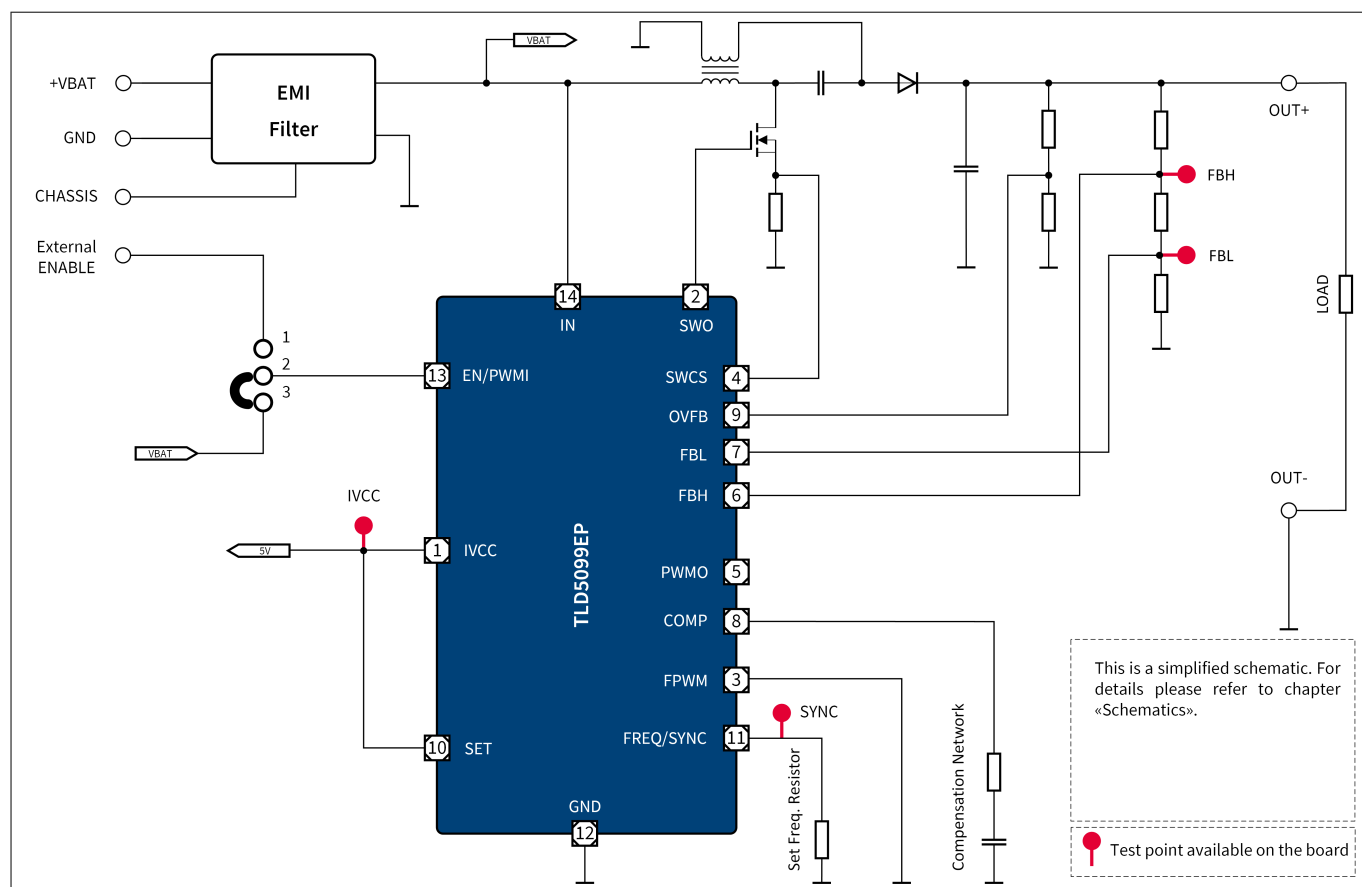 VBAT
+VBAT
EMI
Filter
GND
OUT+
CHASSIS
FBH
External
ENABLE
FBL
LOAD
14
2
IN
SWO
1
2
3
13
EN/PWMI
SWCS
4
OVFB
9
VBAT
FBL
7
FBH
6
OUT-
IVCC
5V
1
IVCC
TLD5099EP
PWMO
5
COMP
8
FPWM
3
This is a simplified schematic. For
details please refer to chapter
«Schematics».
SYNC
10
SET
FREQ/SYNC
11
Set Freq. Resistor
Compensation Network
GND
12
Test point available on the board